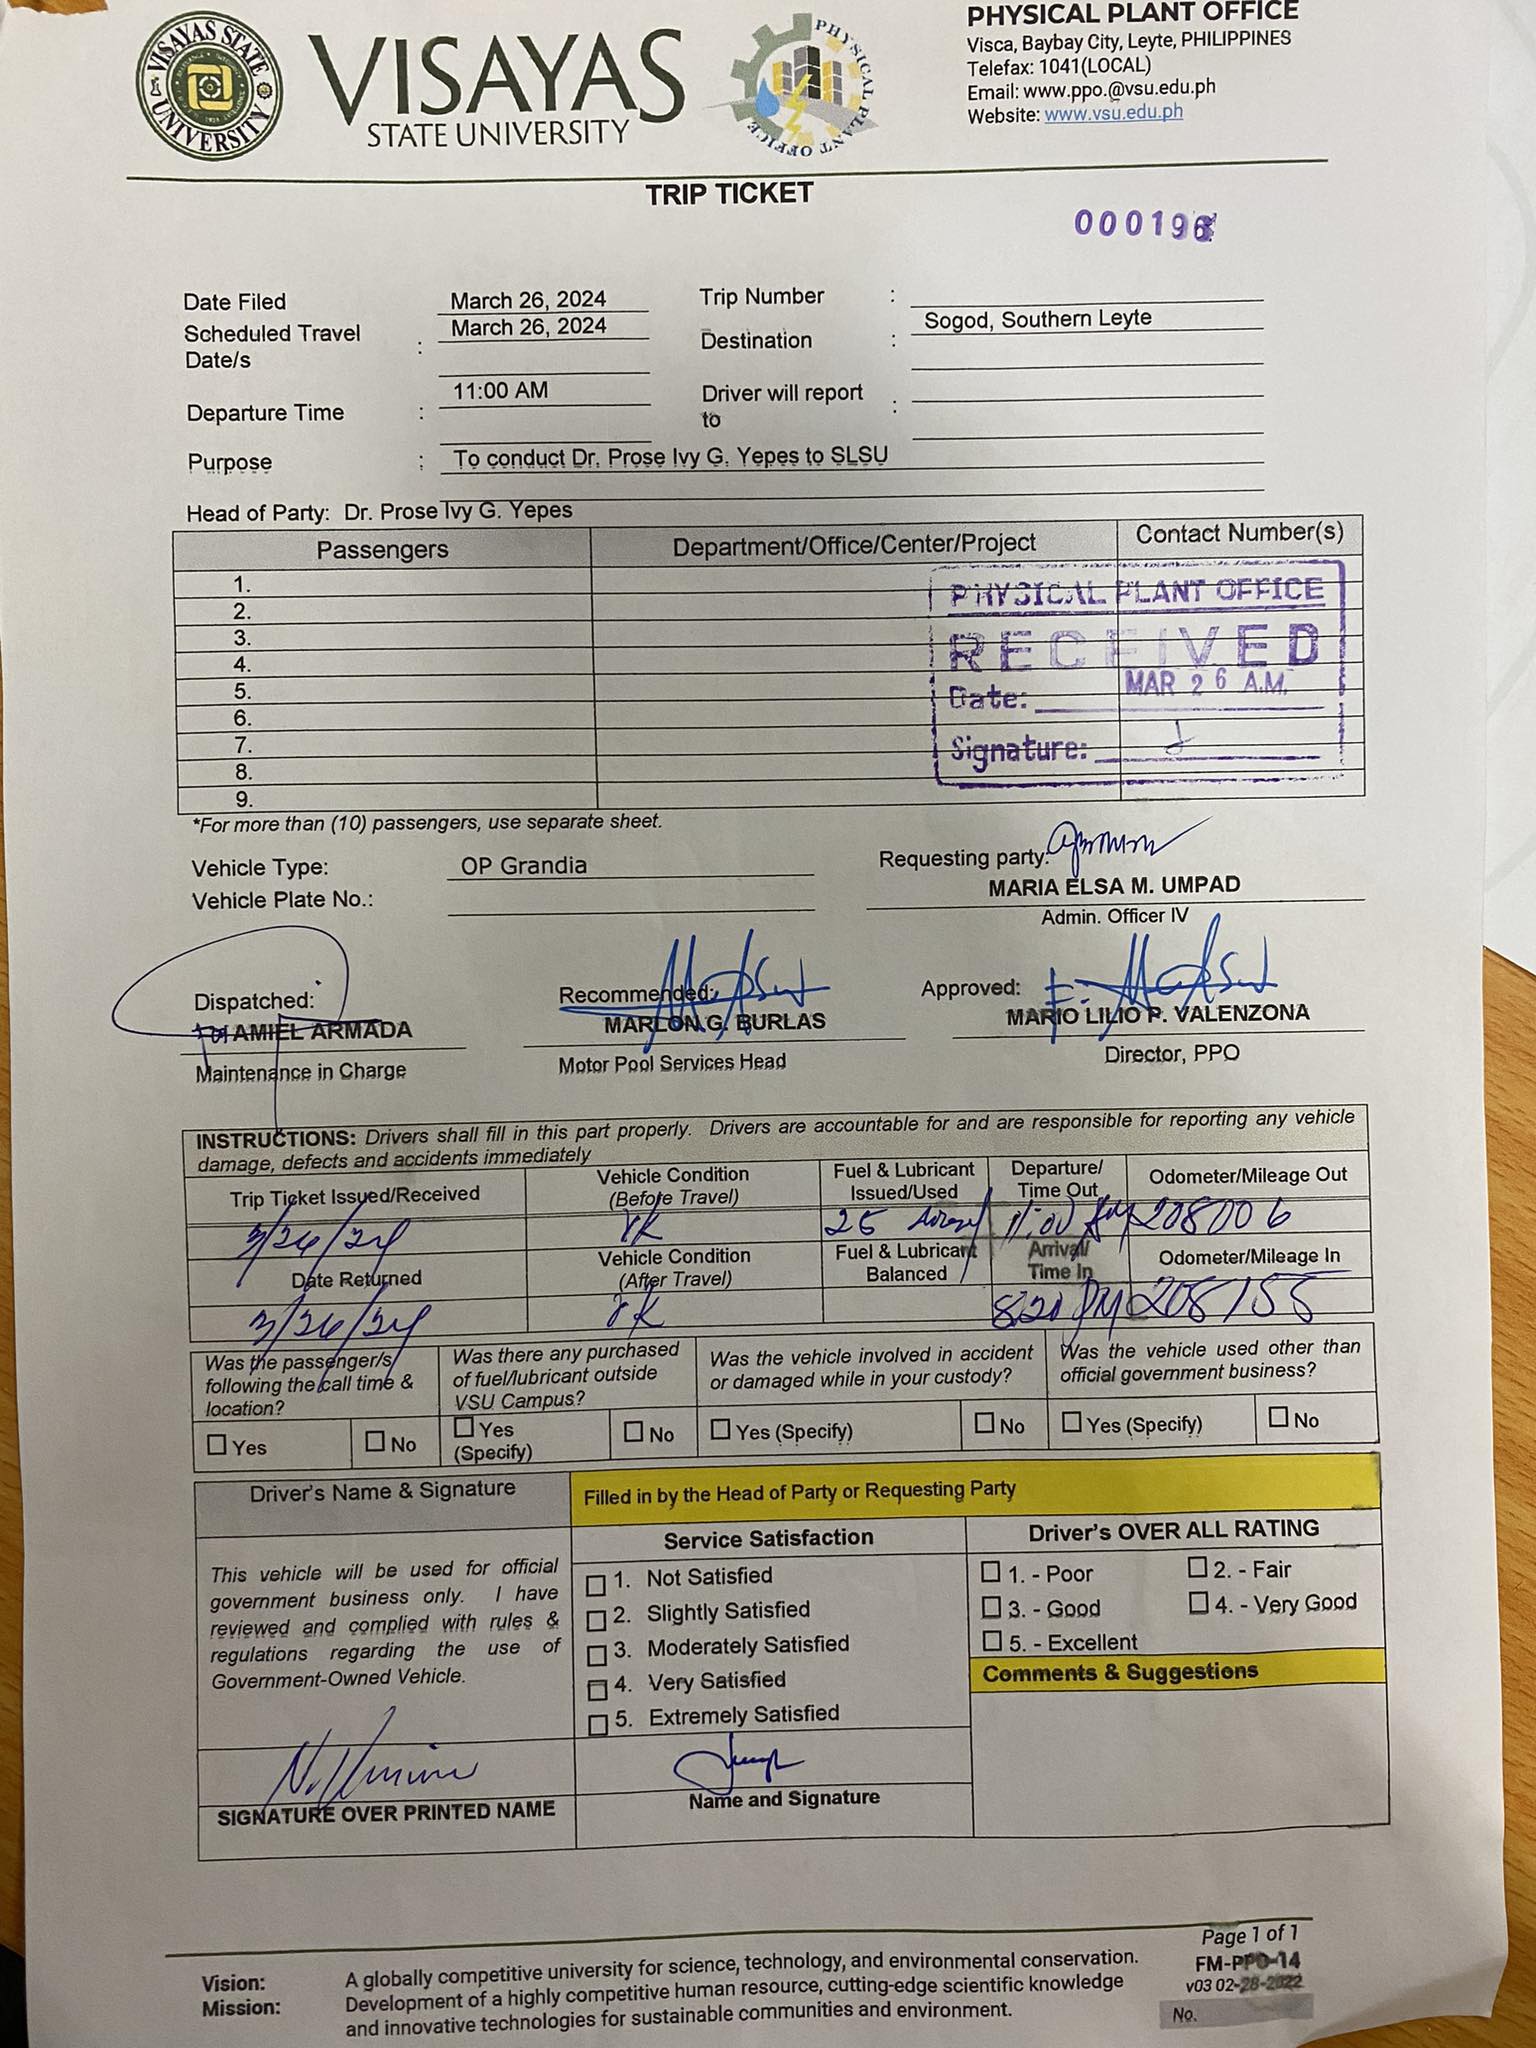 VISAYAS STATE UNIVERSITY
VISAYAS
STATE UNIVERSITY
PHYSICAL PLANT OFFICE
PHYSICAL PLANT OFFICE
Visca, Baybay City, Leyte, PHILIPPINES
Telefax: 1041(LOCAL)
Email: www.ppo.@vsu.edu.ph
Website: www.vsu.edu.ph
TRIP TICKET
Date Filed March 26, 2024 Trip Number :
Scheduled Travel Date/s : March 26, 2024 Destination : Sogod, Southern Leyte
Departure Time : 11:00 AM Driver will report to :
Purpose : To conduct Dr. Prose Ivy G. Yepes to SLSU
Head of Party: Dr. Prose Ivy G. Yepes
Passengers Department/Office/Center/Project Contact Number(s)
1.
2.
3.
4.
5.
6.
7.
8.
9.
PHYSICAL PLANT OFFICE
RECEIVED
Date: MAR 26 A.M.
Signature:
*For more than (10) passengers, use separate sheet.
Vehicle Type: OP Grandia
Vehicle Plate No.:
Requesting party:
MARIA ELSA M. UMPAD
Admin. Officer IV
Dispatched: Recommended: Approved:
AMIEL ARMADA MARLON G. BURLAS MARIO LILIO P. VALENZONA
Maintenance in Charge Motor Pool Services Head Director, PPO
INSTRUCTIONS: Drivers shall fill in this part properly. Drivers are accountable for and are responsible for reporting any vehicle
damage, defects and accidents immediately
Trip Ticket Issued/Received Vehicle Condition (Before Travel) Fuel & Lubricant Issued/Used Departure/ Time Out Odometer/Mileage Out
3/26/24 25 11:00 208006
Date Returned Vehicle Condition (After Travel) Fuel & Lubricant Balanced Arrival/ Time In Odometer/Mileage In
3/26/24 820 PM 208155
Was the passenger/s following the call time & location?
Yes No
Was there any purchased of fuel/lubricant outside VSU Campus?
Yes (Specify) No
Was the vehicle involved in accident or damaged while in your custody?
Yes (Specify) No
Was the vehicle used other than official government business?
Yes (Specify) No
Driver's Name & Signature
This vehicle will be used for official
government business only. I have
reviewed and complied with rules &
regulations regarding the use of
Government-Owned Vehicle.
SIGNATURE OVER PRINTED NAME
Filled in by the Head of Party or Requesting Party
Service Satisfaction
1. Not Satisfied
2. Slightly Satisfied
3. Moderately Satisfied
4. Very Satisfied
5. Extremely Satisfied
Name and Signature
Driver's OVER ALL RATING
1. - Poor 2. - Fair
3. - Good 4. - Very Good
5. - Excellent
Comments & Suggestions
Vision: A globally competitive university for science, technology, and environmental conservation.
Mission: Development of a highly competitive human resource, cutting-edge scientific knowledge
and innovative technologies for sustainable communities and environment.
Page 1 of 1
FM-PPO-14
v03 02-28-2022
No.